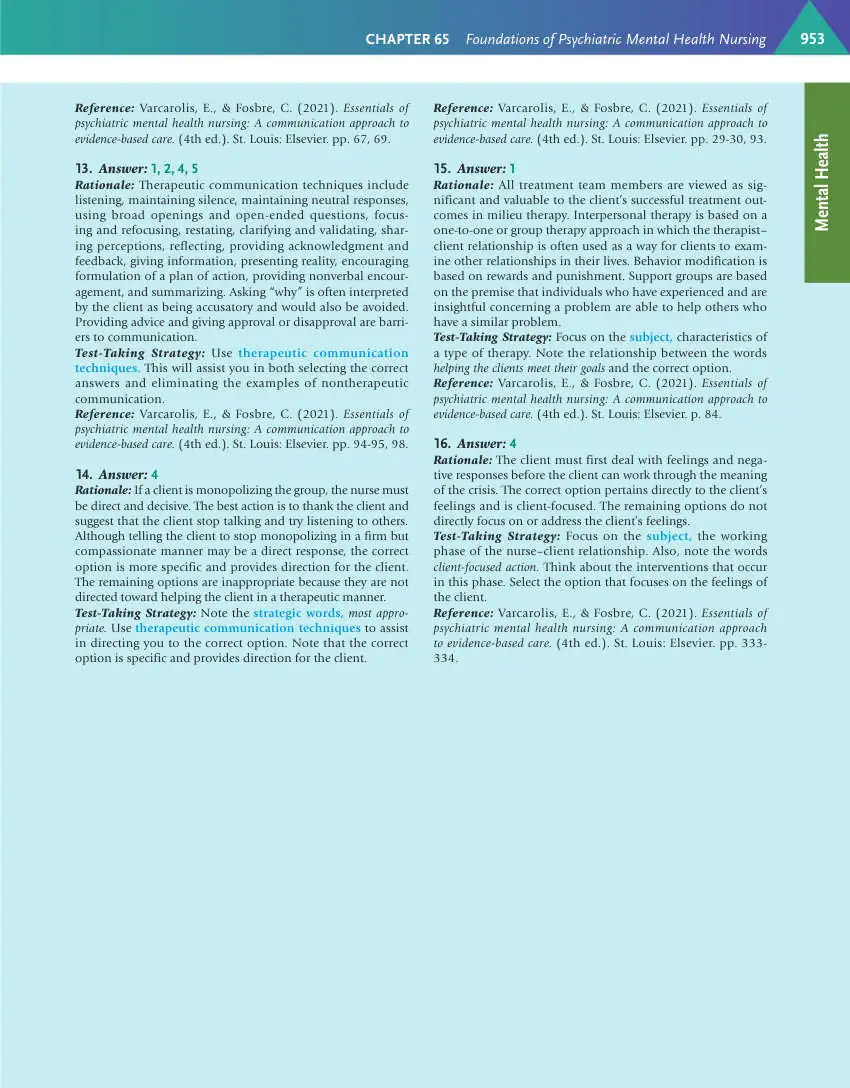 CHAPTER 65 Foundations of Psychiatric Mental Health Nursing 953
Reference: Varcarolis, E., & Fosbre, C. (2021). Essentials of
psychiatric mental health nursing: A communication approach to
evidence-based care. (4th ed.). St. Louis: Elsevier. pp. 67, 69.
13. Answer: 1, 2, 4, 5
Rationale: Therapeutic communication techniques include
listening, maintaining silence, maintaining neutral responses,
using broad openings and open-ended questions, focus-
ing and refocusing, restating, clarifying and validating, shar-
ing perceptions, reflecting, providing acknowledgment and
feedback, giving information, presenting reality, encouraging
formulation of a plan of action, providing nonverbal encour-
agement, and summarizing. Asking “why” is often interpreted
by the client as being accusatory and would also be avoided.
Providing advice and giving approval or disapproval are barri-
ers to communication.
Test-Taking Strategy: Use therapeutic communication
techniques. This will assist you in both selecting the correct
answers and eliminating the examples of nontherapeutic
communication.
Reference: Varcarolis, E., & Fosbre, C. (2021). Essentials of
psychiatric mental health nursing: A communication approach to
evidence-based care. (4th ed.). St. Louis: Elsevier. pp. 94-95, 98.
14. Answer: 4
Rationale: If a client is monopolizing the group, the nurse must
be direct and decisive. The best action is to thank the client and
suggest that the client stop talking and try listening to others.
Although telling the client to stop monopolizing in a firm but
compassionate manner may be a direct response, the correct
option is more specific and provides direction for the client.
The remaining options are inappropriate because they are not
directed toward helping the client in a therapeutic manner.
Test-Taking Strategy: Note the strategic words, most appro-
priate. Use therapeutic communication techniques to assist
in directing you to the correct option. Note that the correct
option is specific and provides direction for the client.
Reference: Varcarolis, E., & Fosbre, C. (2021). Essentials of
psychiatric mental health nursing: A communication approach to
evidence-based care. (4th ed.). St. Louis: Elsevier. pp. 29-30, 93.
15. Answer: 1
Rationale: All treatment team members are viewed as sig-
nificant and valuable to the client’s successful treatment out-
comes in milieu therapy. Interpersonal therapy is based on a
one-to-one or group therapy approach in which the therapist–
client relationship is often used as a way for clients to exam-
ine other relationships in their lives. Behavior modification is
based on rewards and punishment. Support groups are based
on the premise that individuals who have experienced and are
insightful concerning a problem are able to help others who
have a similar problem.
Test-Taking Strategy: Focus on the subject, characteristics of
a type of therapy. Note the relationship between the words
helping the clients meet their goals and the correct option.
Reference: Varcarolis, E., & Fosbre, C. (2021). Essentials of
psychiatric mental health nursing: A communication approach to
evidence-based care. (4th ed.). St. Louis: Elsevier. p. 84.
16. Answer: 4
Rationale: The client must first deal with feelings and nega-
tive responses before the client can work through the meaning
of the crisis. The correct option pertains directly to the client’s
feelings and is client-focused. The remaining options do not
directly focus on or address the client’s feelings.
Test-Taking Strategy: Focus on the subject, the working
phase of the nurse–client relationship. Also, note the words
client-focused action. Think about the interventions that occur
in this phase. Select the option that focuses on the feelings of
the client.
Reference: Varcarolis, E., & Fosbre, C. (2021). Essentials of
psychiatric mental health nursing: A communication approach
to evidence-based care. (4th ed.). St. Louis: Elsevier. pp. 333-
334.
Mental Health